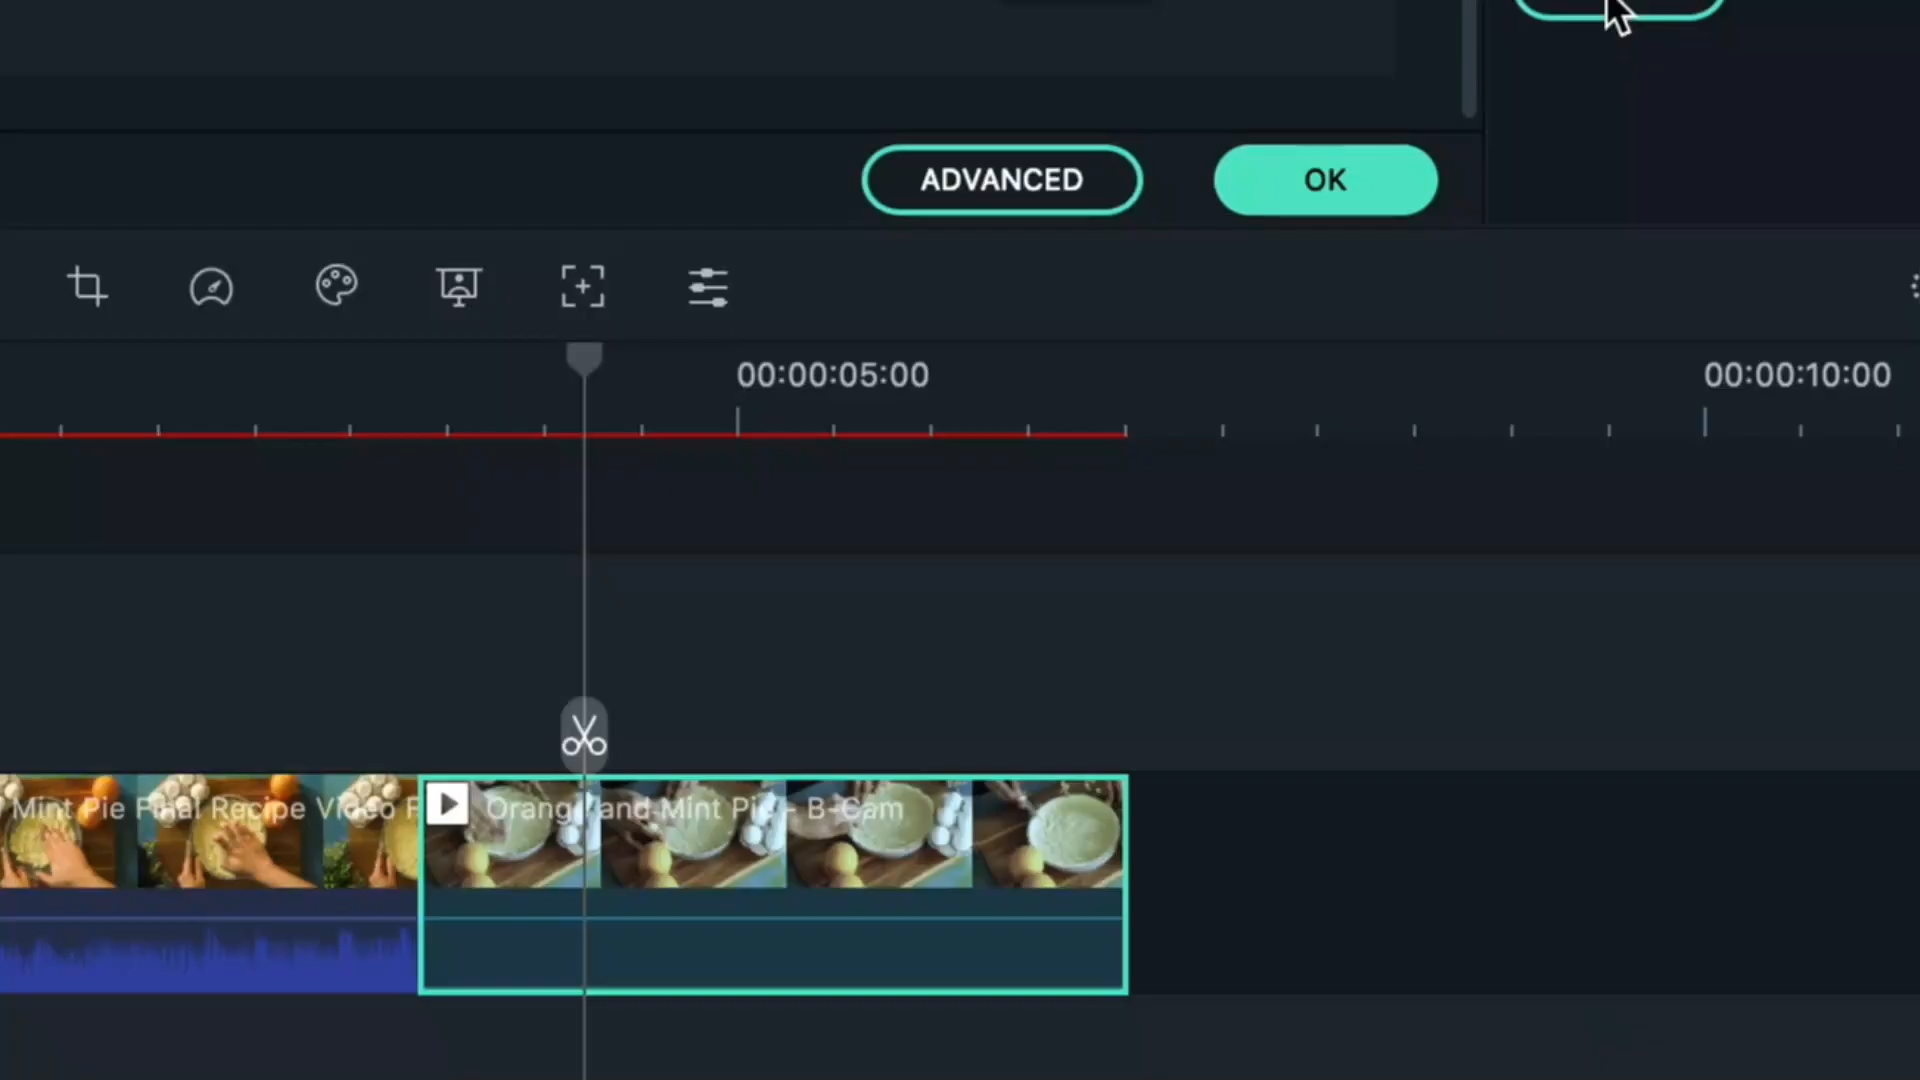 ADVANCED OK
00:00:05:00 00:00:10:00
Mint Pie Final Recipe Video F
Orange and Mint Pie - B-Cam